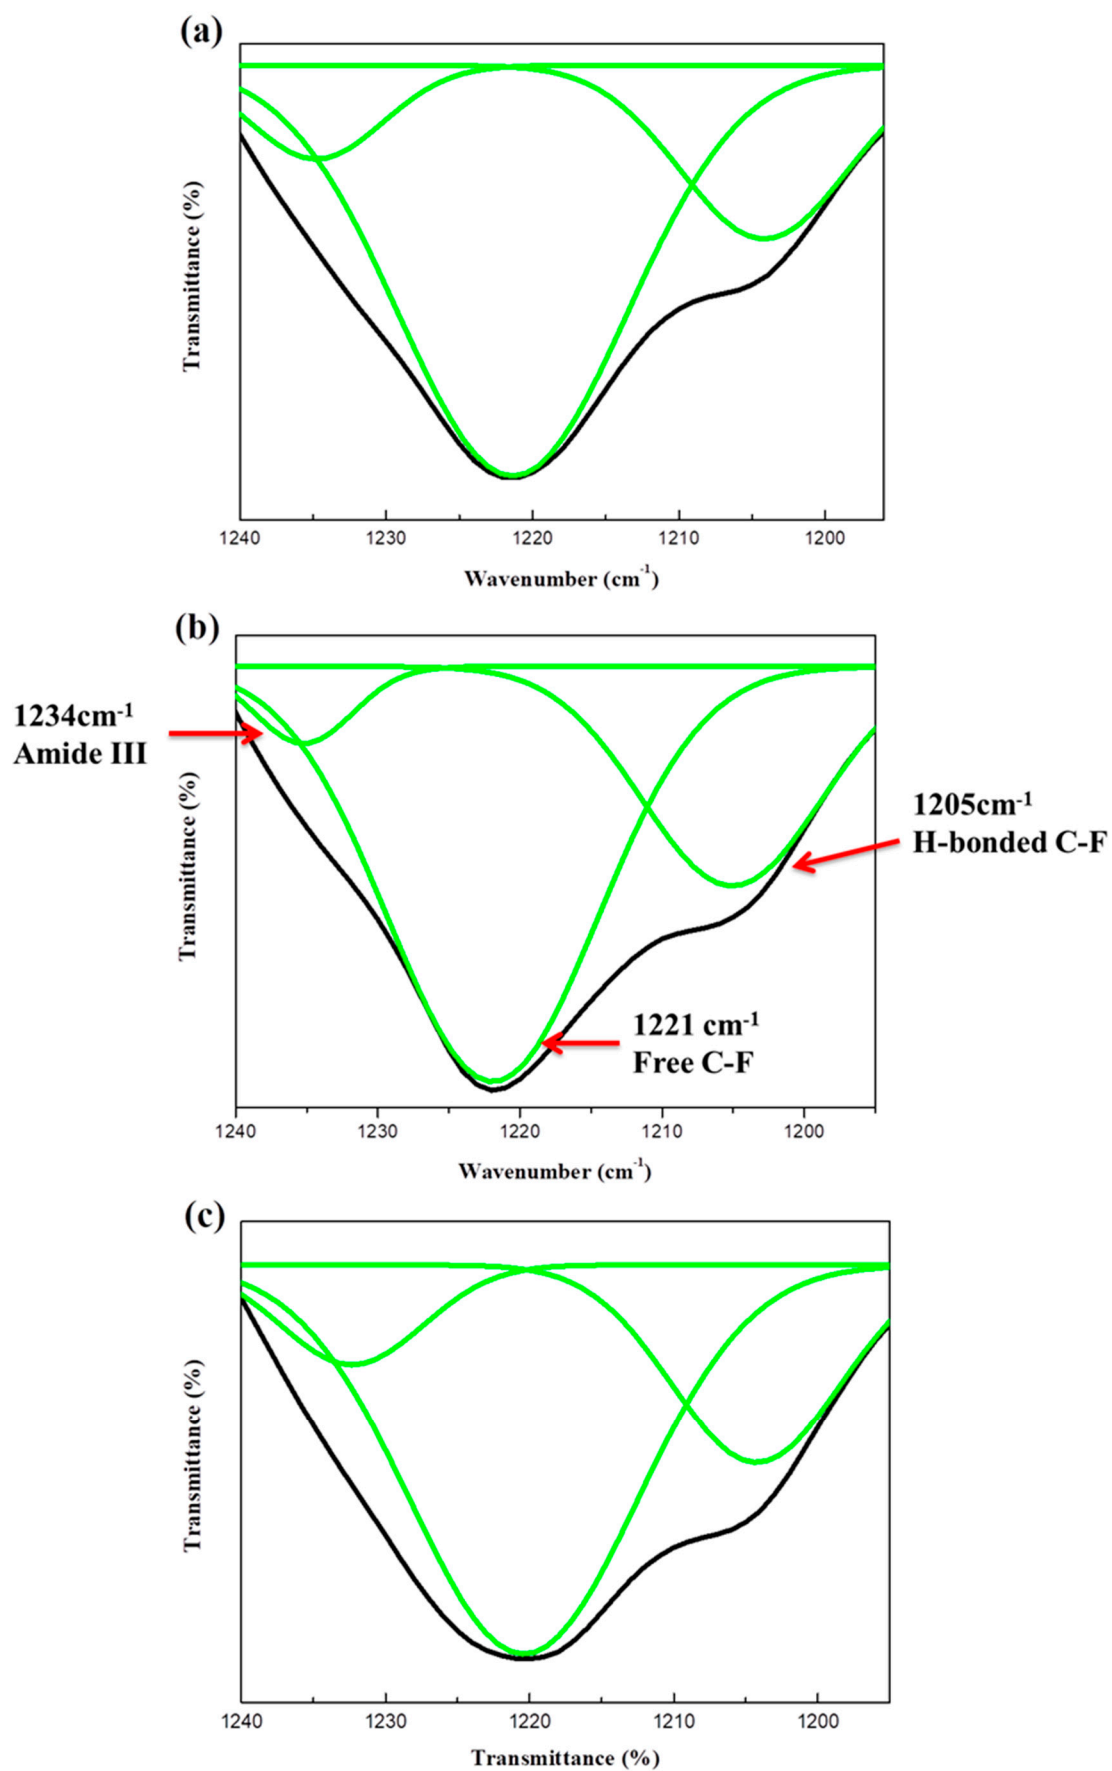 (a)
Transmittance (%)
1240 1230 1220 1210 1200
Wavenumber (cm⁻¹)
(b)
1234cm⁻¹
Amide III
Transmittance (%)
1205cm⁻¹
H-bonded C-F
1221 cm⁻¹
Free C-F
1240 1230 1220 1210 1200
Wavenumber (cm⁻¹)
(c)
Transmittance (%)
1240 1230 1220 1210 1200
Transmittance (%)